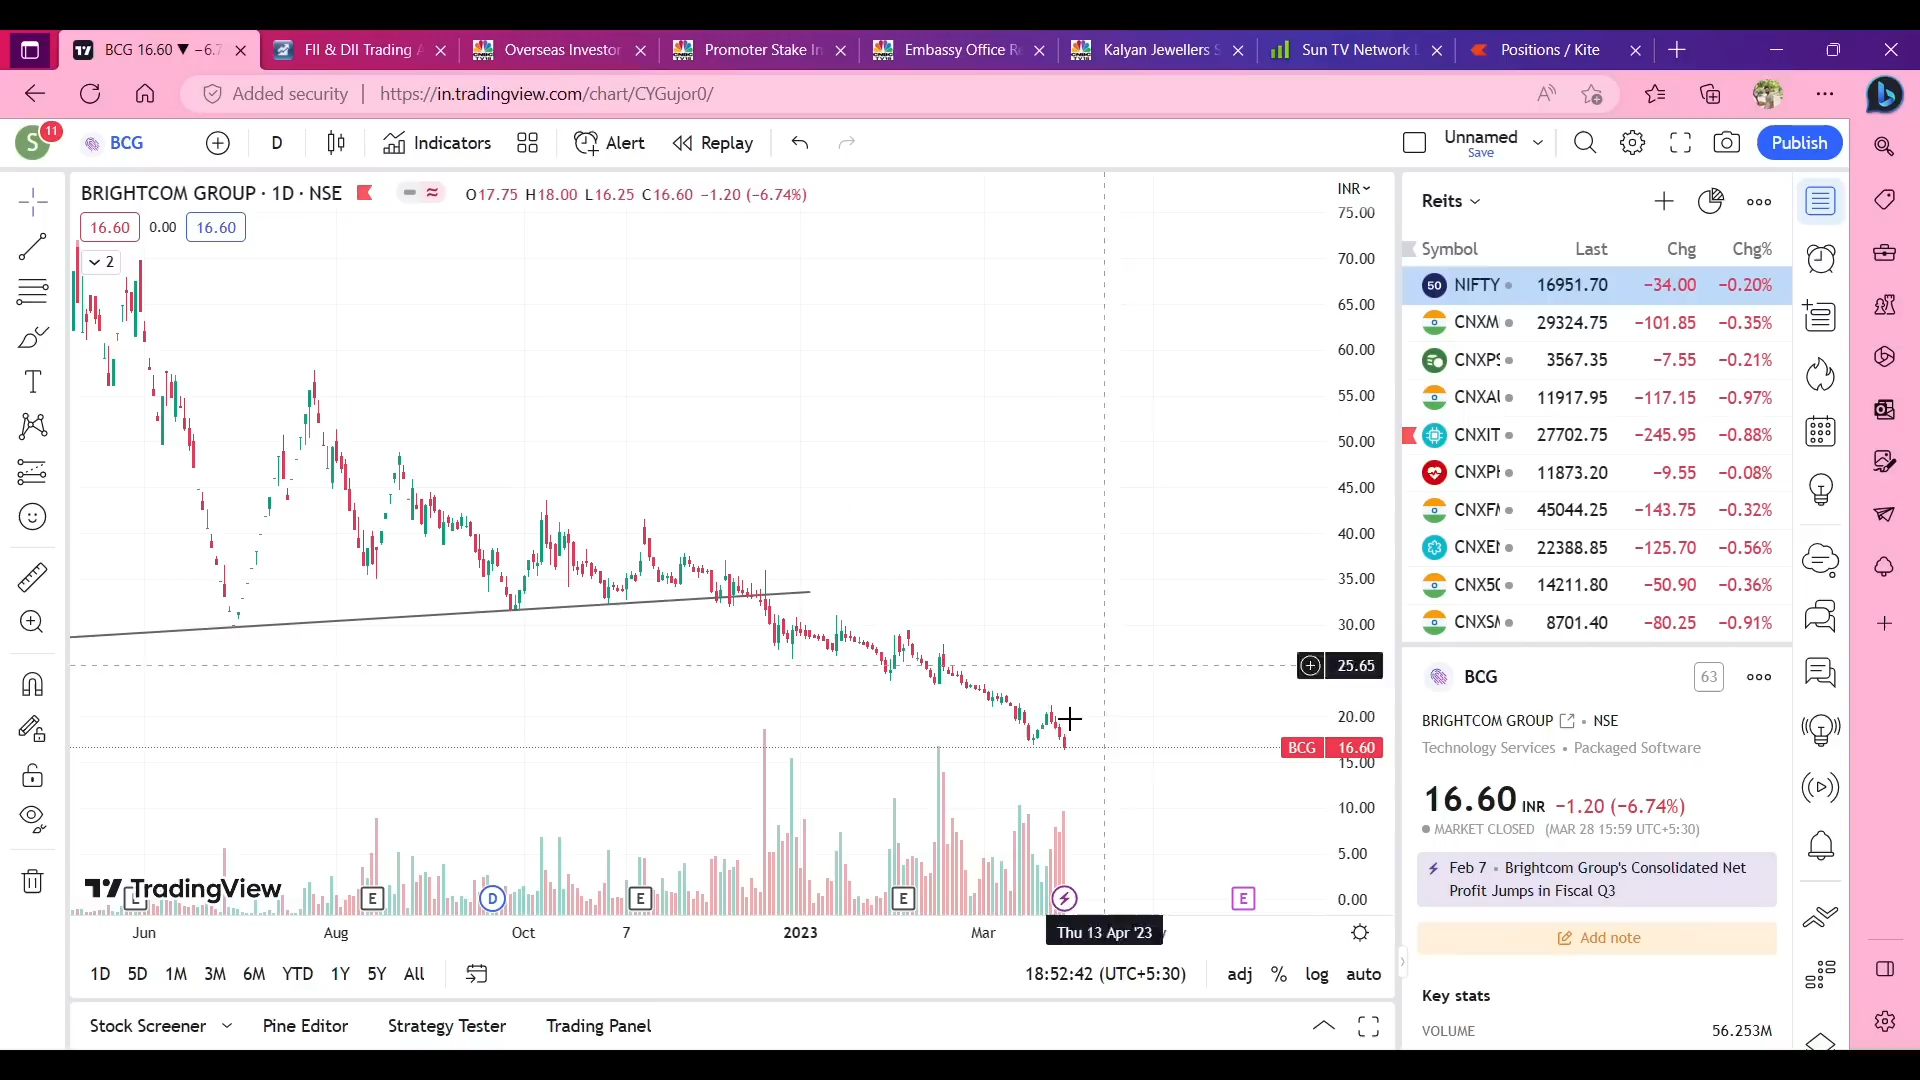 BCG 16.60 ▼ −6.7
FII & DII Trading A
Overseas Investor
Promoter Stake In
Embassy Office Re
Kalyan Jewellers S
Sun TV Network L
Positions / Kite
Added security
https://in.tradingview.com/chart/CYGujor0/
S
11
BCG
D
Indicators
Alert
Replay
Unnamed
Save
Publish
BRIGHTCOM GROUP · 1D · NSE
O17.75 H18.00 L16.25 C16.60 −1.20 (−6.74%)
16.60
0.00
16.60
2
INR
75.00
70.00
65.00
60.00
55.00
50.00
45.00
40.00
35.00
30.00
25.65
20.00
BCG 16.60
15.00
10.00
5.00
0.00
TradingView
E
D
E
E
E
Jun
Aug
Oct
7
2023
Mar
Thu 13 Apr '23
1D
5D
1M
3M
6M
YTD
1Y
5Y
All
18:52:42 (UTC+5:30)
adj
%
log
auto
Stock Screener
Pine Editor
Strategy Tester
Trading Panel
Reits
Symbol Last Chg Chg%
50 NIFTY 16951.70 −34.00 −0.20%
CNXM 29324.75 −101.85 −0.35%
CNXPS 3567.35 −7.55 −0.21%
CNXAU 11917.95 −117.15 −0.97%
CNXIT 27702.75 −245.95 −0.88%
CNXPH 11873.20 −9.55 −0.08%
CNXFM 45044.25 −143.75 −0.32%
CNXEN 22388.85 −125.70 −0.56%
CNX50 14211.80 −50.90 −0.36%
CNXSM 8701.40 −80.25 −0.91%
BCG
63
BRIGHTCOM GROUP • NSE
Technology Services • Packaged Software
16.60 INR −1.20 (−6.74%)
MARKET CLOSED (MAR 28 15:59 UTC+5:30)
Feb 7 • Brightcom Group's Consolidated Net
Profit Jumps in Fiscal Q3
Add note
Key stats
VOLUME 56.253M